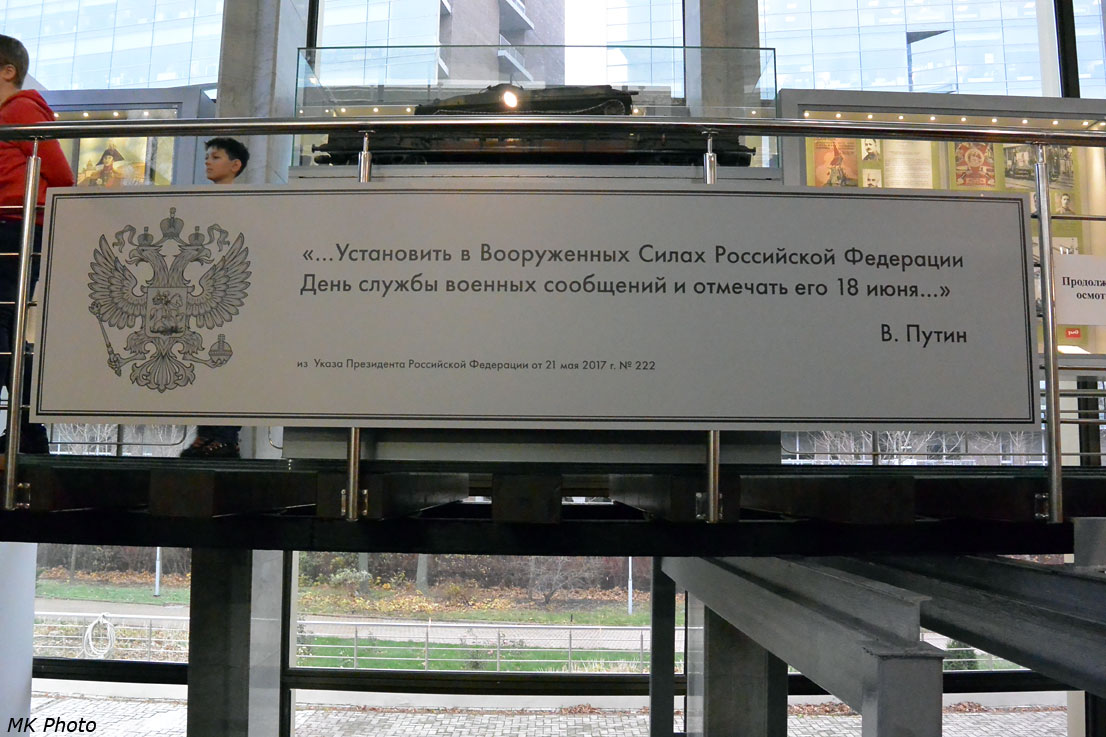 «...Установить в Вооруженных Силах Российской Федерации
День службы военных сообщений и отмечать его 18 июня...»
В. Путин
из Указа Президента Российской Федерации от 21 мая 2017 г. № 222
MK Photo